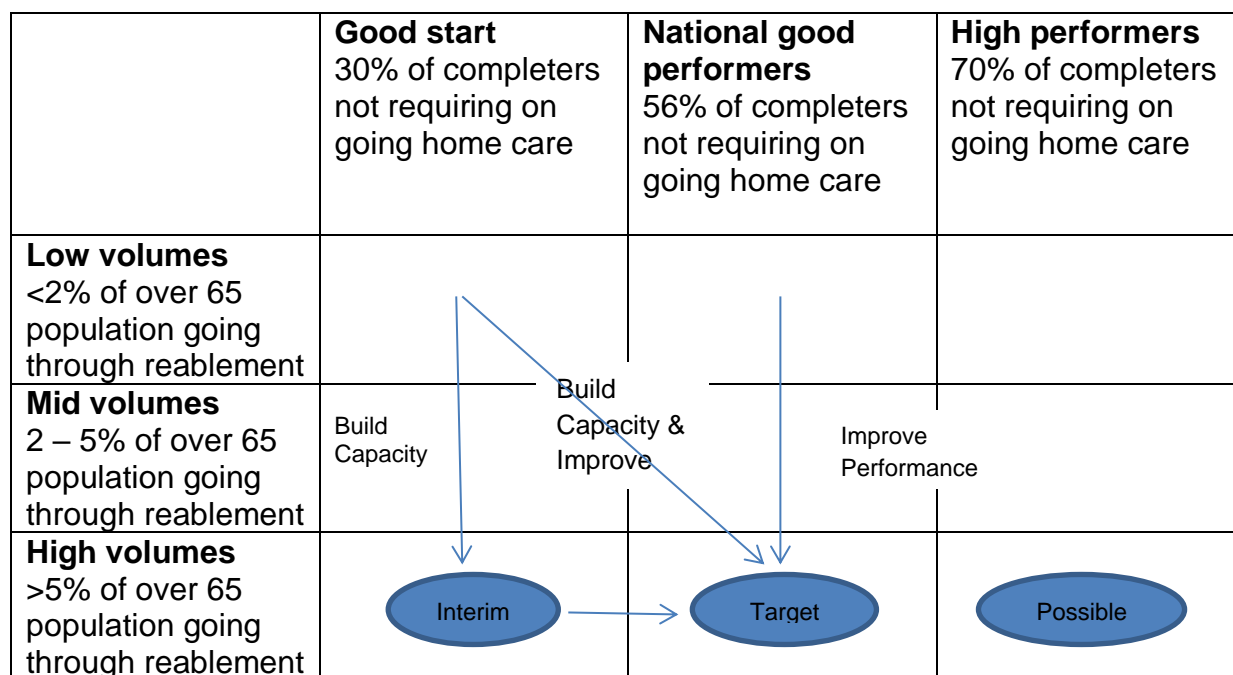 Good start
30% of completers
not requiring on
going home care
National good
performers
56% of completers
not requiring on
going home care
High performers
70% of completers
not requiring on
going home care
Low volumes
<2% of over 65
population going
through reablement
Mid volumes
2 – 5% of over 65
population going
through reablement
Build
Capacity
Build
Capacity &
Improve
Improve
Performance
High volumes
>5% of over 65
population going
through reablement
Interim
Target
Possible